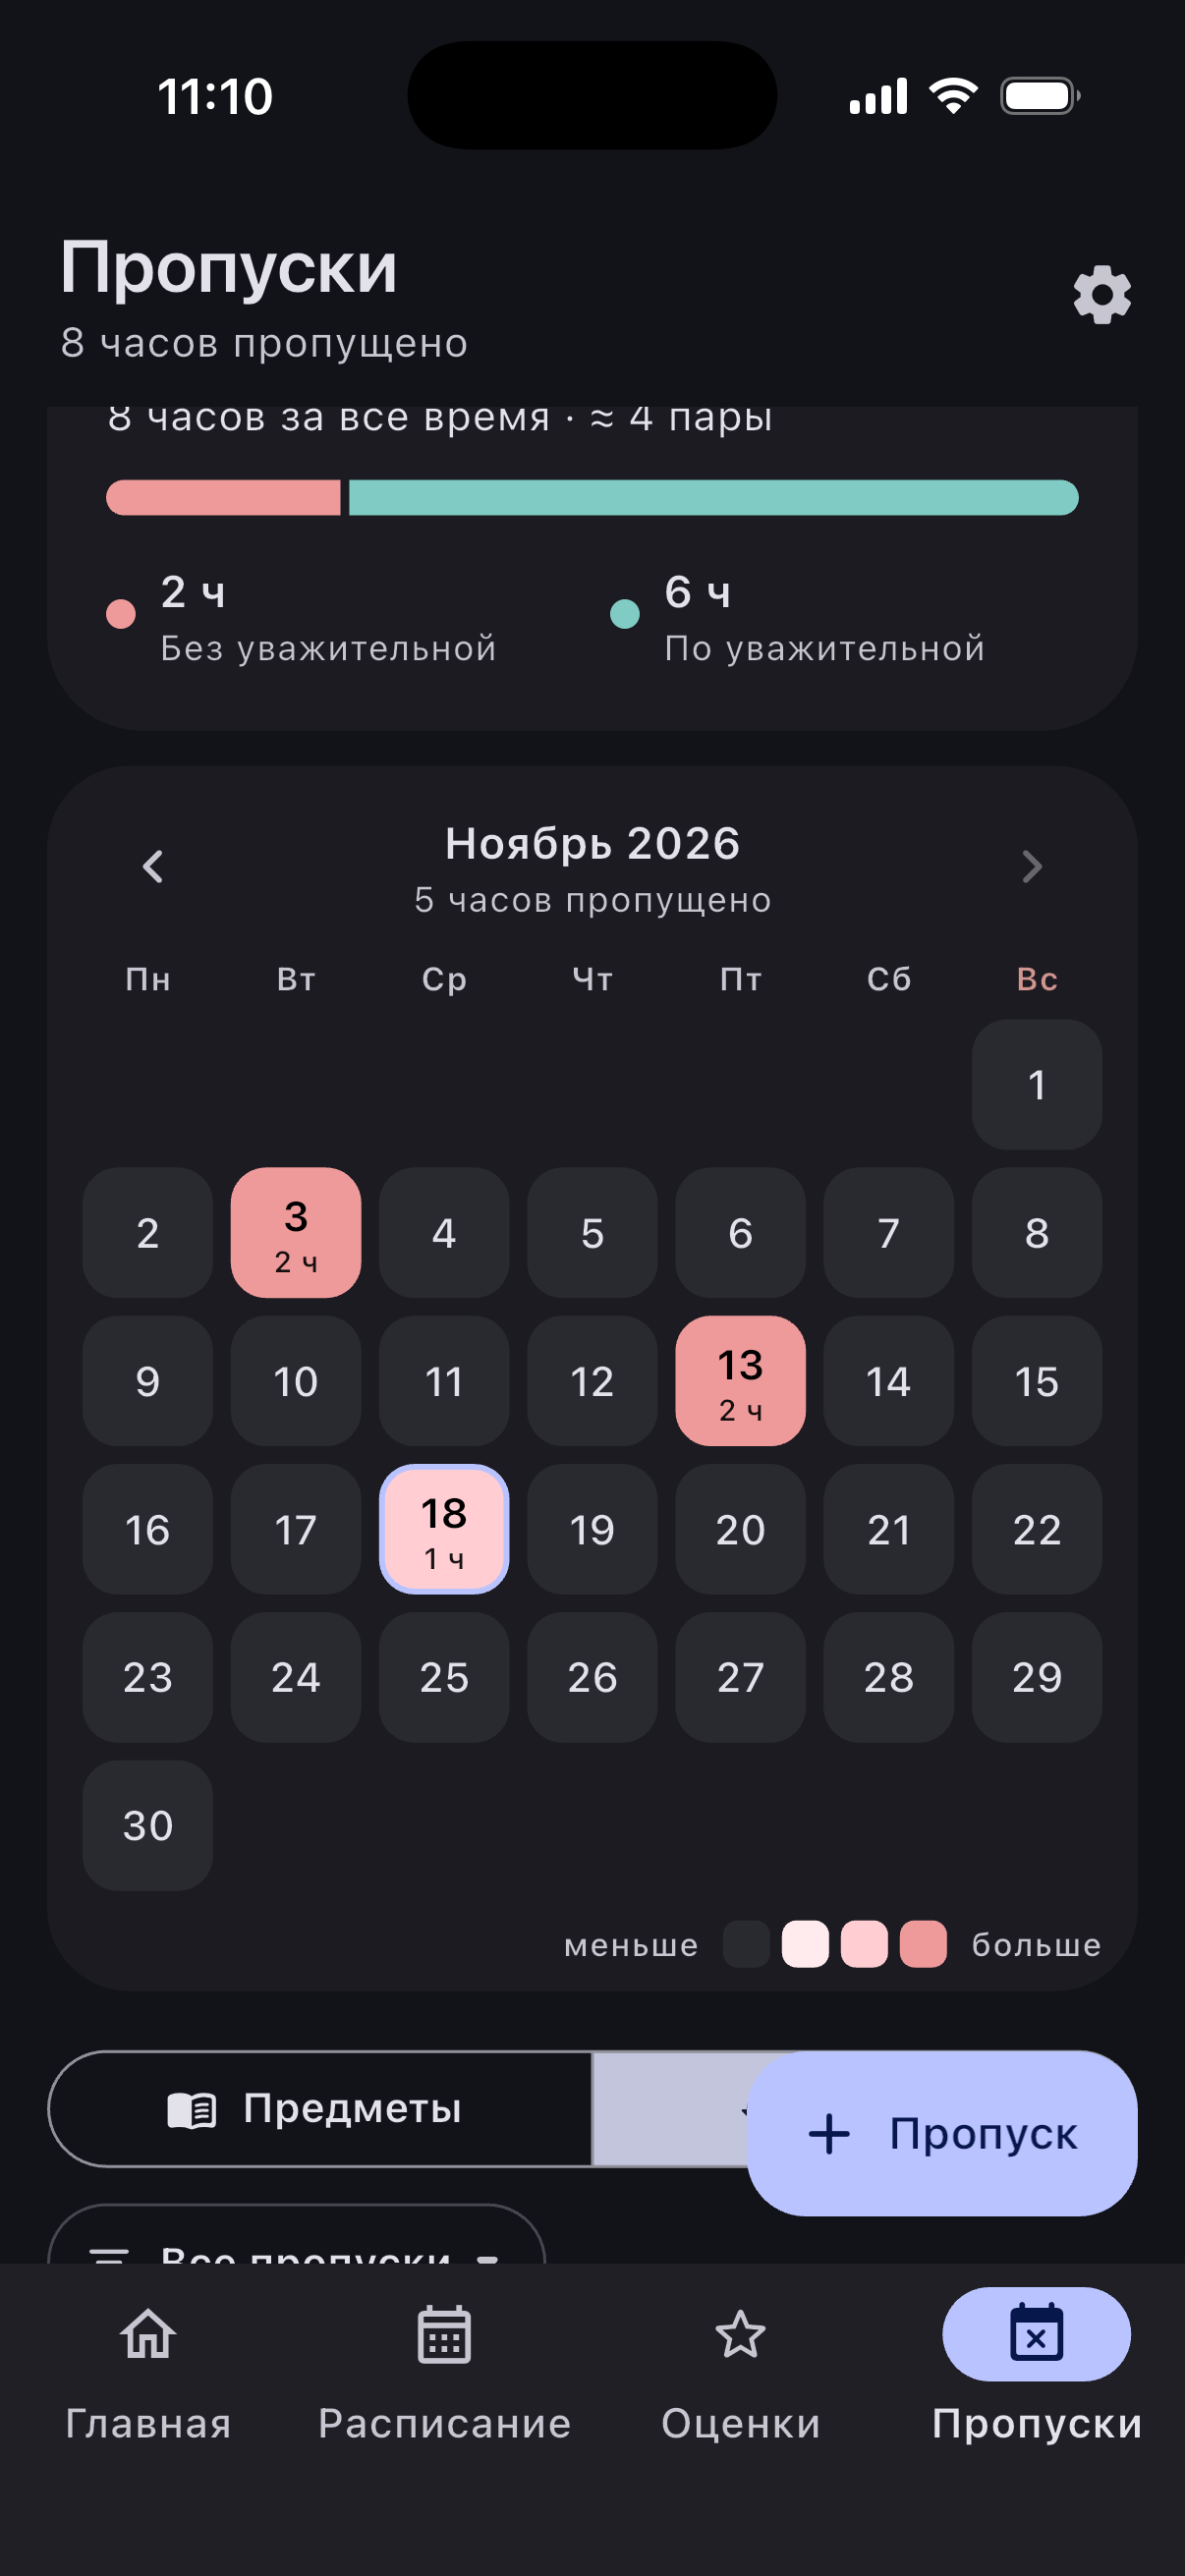 11:10
Пропуски
8 часов пропущено
8 часов за все время · ≈ 4 пары
2 ч
Без уважительной
6 ч
По уважительной
Ноябрь 2026
5 часов пропущено
Пн Вт Ср Чт Пт Сб Вс
1
2 3 4 5 6 7 8
2 ч
9 10 11 12 13 14 15
2 ч
16 17 18 19 20 21 22
1 ч
23 24 25 26 27 28 29
30
меньше больше
Предметы
Пропуск
Все пропуски
Главная Расписание Оценки Пропуски